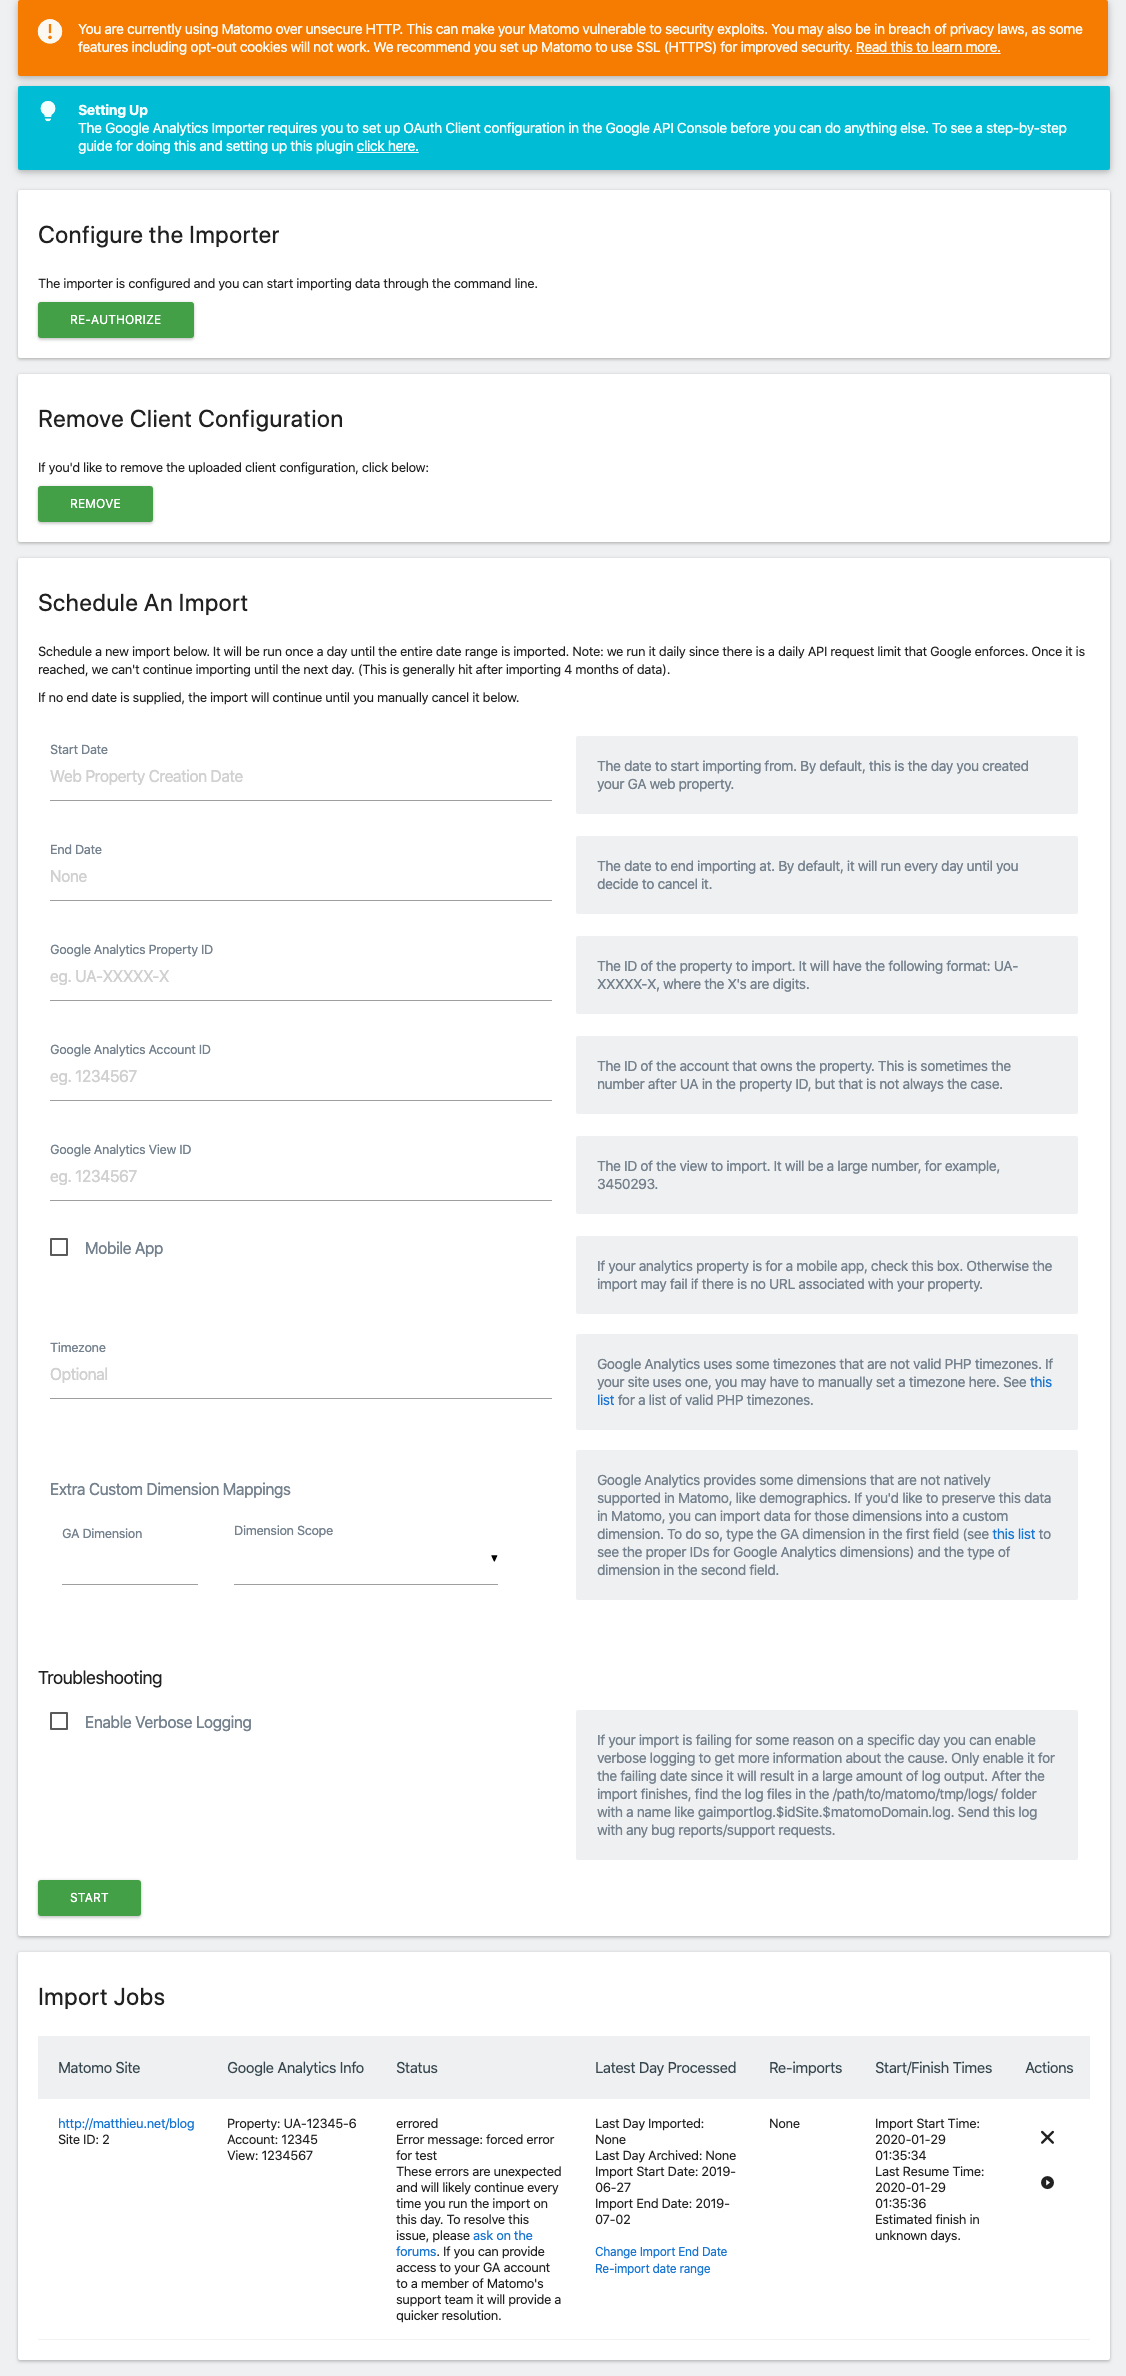 You are currently using Matomo over unsecure HTTP. This can make your Matomo vulnerable to security exploits. You may also be in breach of privacy laws, as some
features including opt-out cookies will not work. We recommend you set up Matomo to use SSL (HTTPS) for improved security. Read this to learn more.
Setting Up
The Google Analytics Importer requires you to set up OAuth Client configuration in the Google API Console before you can do anything else. To see a step-by-step
guide for doing this and setting up this plugin click here.
Configure the Importer
The importer is configured and you can start importing data through the command line.
RE-AUTHORIZE
Remove Client Configuration
If you'd like to remove the uploaded client configuration, click below:
REMOVE
Schedule An Import
Schedule a new import below. It will be run once a day until the entire date range is imported. Note: we run it daily since there is a daily API request limit that Google enforces. Once it is
reached, we can't continue importing until the next day. (This is generally hit after importing 4 months of data).
If no end date is supplied, the import will continue until you manually cancel it below.
Start Date
Web Property Creation Date
The date to start importing from. By default, this is the day you created
your GA web property.
End Date
None
The date to end importing at. By default, it will run every day until you
decide to cancel it.
Google Analytics Property ID
eg. UA-XXXXX-X
The ID of the property to import. It will have the following format: UA-
XXXXX-X, where the X's are digits.
Google Analytics Account ID
eg. 1234567
The ID of the account that owns the property. This is sometimes the
number after UA in the property ID, but that is not always the case.
Google Analytics View ID
eg. 1234567
The ID of the view to import. It will be a large number, for example,
3450293.
Mobile App
If your analytics property is for a mobile app, check this box. Otherwise the
import may fail if there is no URL associated with your property.
Timezone
Optional
Google Analytics uses some timezones that are not valid PHP timezones. If
your site uses one, you may have to manually set a timezone here. See this
list for a list of valid PHP timezones.
Extra Custom Dimension Mappings
GA Dimension
Dimension Scope
Google Analytics provides some dimensions that are not natively
supported in Matomo, like demographics. If you'd like to preserve this data
in Matomo, you can import data for those dimensions into a custom
dimension. To do so, type the GA dimension in the first field (see this list to
see the proper IDs for Google Analytics dimensions) and the type of
dimension in the second field.
Troubleshooting
Enable Verbose Logging
If your import is failing for some reason on a specific day you can enable
verbose logging to get more information about the cause. Only enable it for
the failing date since it will result in a large amount of log output. After the
import finishes, find the log files in the /path/to/matomo/tmp/logs/ folder
with a name like gaimportlog.$idSite.$matomoDomain.log. Send this log
with any bug reports/support requests.
START
Import Jobs
Matomo Site
Google Analytics Info
Status
Latest Day Processed
Re-imports
Start/Finish Times
Actions
http://matthieu.net/blog
Site ID: 2
Property: UA-12345-6
Account: 12345
View: 1234567
errored
Error message: forced error
for test
These errors are unexpected
and will likely continue every
time you run the import on
this day. To resolve this
issue, please ask on the
forums. If you can provide
access to your GA account
to a member of Matomo's
support team it will provide a
quicker resolution.
Last Day Imported:
None
Last Day Archived: None
Import Start Date: 2019-
06-27
Import End Date: 2019-
07-02
Change Import End Date
Re-import date range
None
Import Start Time:
2020-01-29
01:35:34
Last Resume Time:
2020-01-29
01:35:36
Estimated finish in
unknown days.